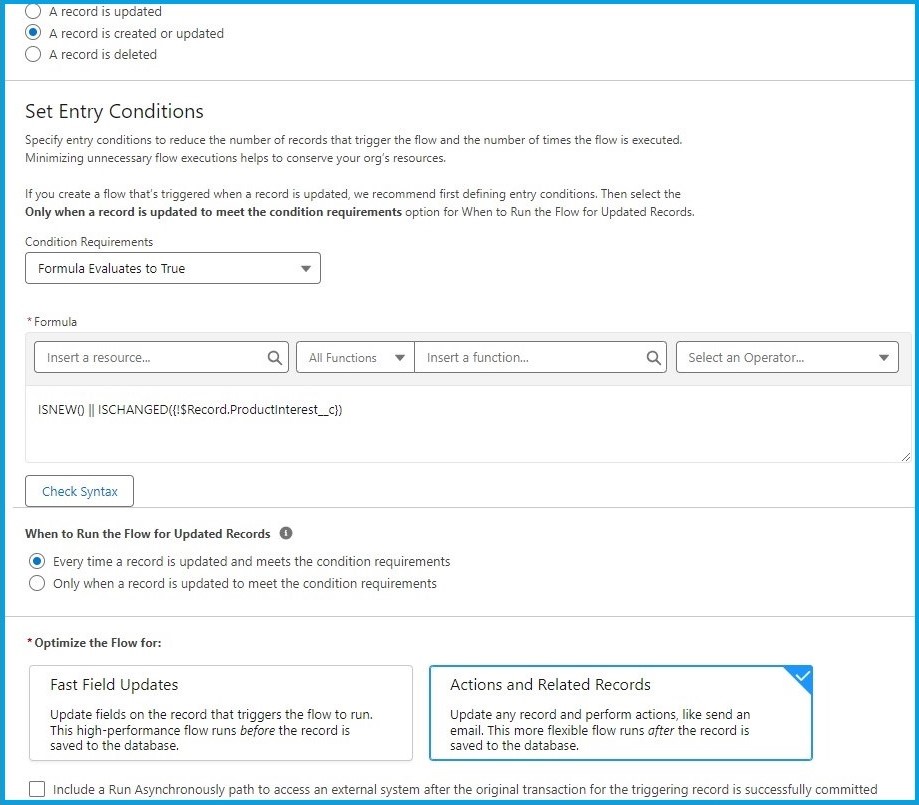 A record is updated
A record is created or updated
A record is deleted
Set Entry Conditions
Specify entry conditions to reduce the number of records that trigger the flow and the number of times the flow is executed.
Minimizing unnecessary flow executions helps to conserve your org's resources.
If you create a flow that's triggered when a record is updated, we recommend first defining entry conditions. Then select the
Only when a record is updated to meet the condition requirements option for When to Run the Flow for Updated Records.
Condition Requirements
Formula Evaluates to True
*Formula
Insert a resource... All Functions Insert a function... Select an Operator...
ISNEW() || ISCHANGED({!$Record.ProductInterest__c})
Check Syntax
When to Run the Flow for Updated Records
Every time a record is updated and meets the condition requirements
Only when a record is updated to meet the condition requirements
*Optimize the Flow for:
Fast Field Updates
Update fields on the record that triggers the flow to run.
This high-performance flow runs before the record is
saved to the database.
Actions and Related Records
Update any record and perform actions, like send an
email. This more flexible flow runs after the record is
saved to the database.
Include a Run Asynchronously path to access an external system after the original transaction for the triggering record is successfully committed